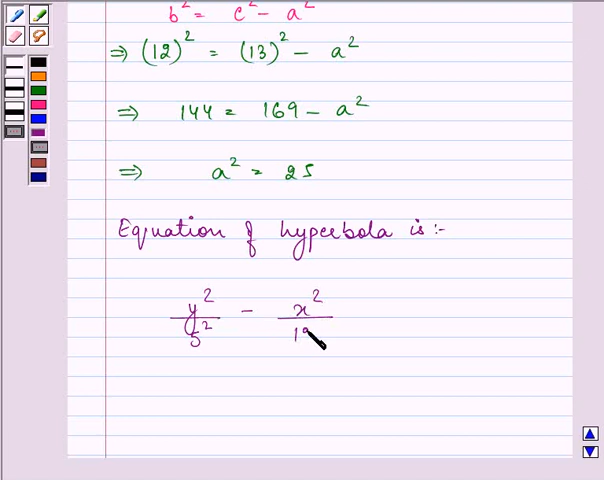 b² = c² - a²
⇒ (12)² = (13)² - a²
⇒ 144 = 169 - a²
⇒ a² = 25
Equation of hyperbola is :-
y²/5² - x²/1